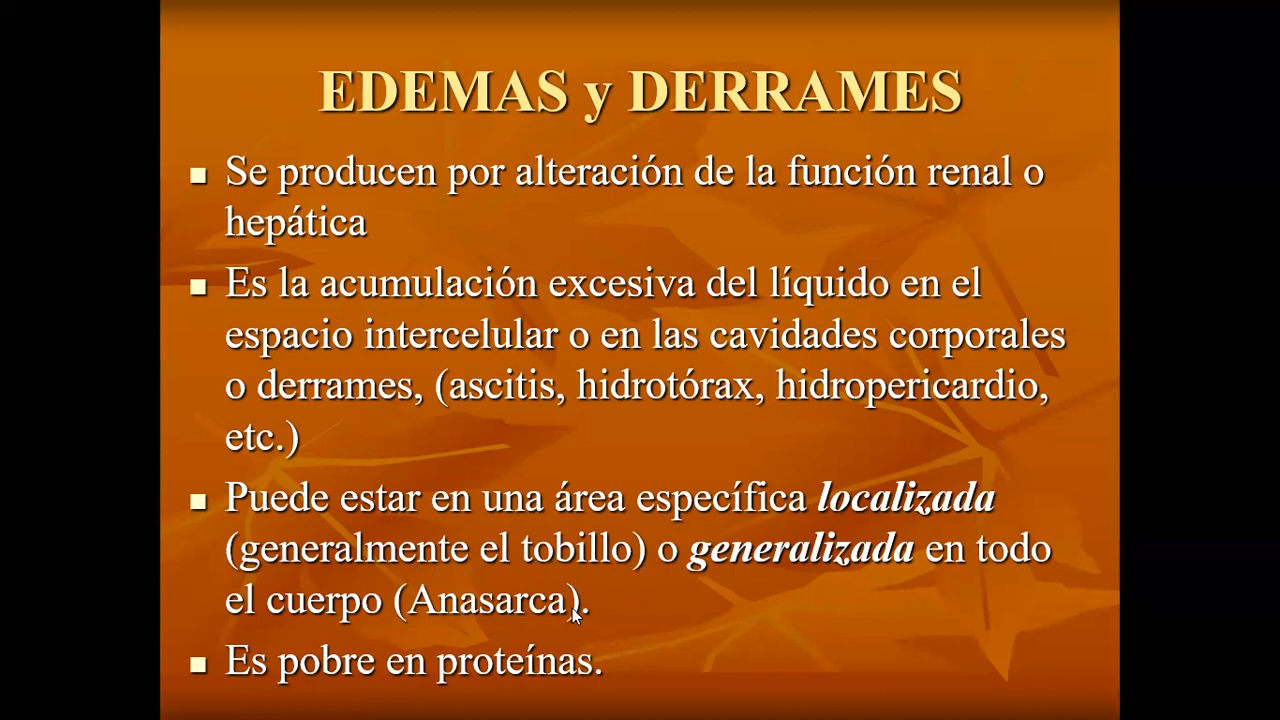 EDEMAS y DERRAMES
Se producen por alteración de la función renal o
hepática
Es la acumulación excesiva del líquido en el
espacio intercelular o en las cavidades corporales
o derrames, (ascitis, hidrotórax, hidropericardio,
etc.)
Puede estar en una área específica localizada
(generalmente el tobillo) o generalizada en todo
el cuerpo (Anasarca).
Es pobre en proteínas.